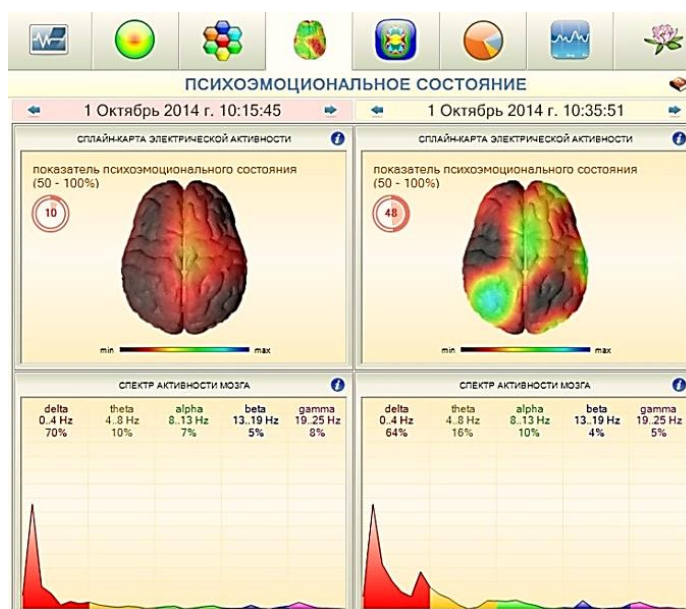 ПСИХОЭМОЦИОНАЛЬНОЕ СОСТОЯНИЕ
1 Октябрь 2014 г. 10:15:45
1 Октябрь 2014 г. 10:35:51
СПЛАЙН-КАРТА ЭЛЕКТРИЧЕСКОЙ АКТИВНОСТИ
показатель психоэмоционального состояния
(50 - 100%)
10
min max
СПЛАЙН-КАРТА ЭЛЕКТРИЧЕСКОЙ АКТИВНОСТИ
показатель психоэмоционального состояния
(50 - 100%)
48
min max
СПЕКТР АКТИВНОСТИ МОЗГА
delta theta alpha beta gamma
0..4 Hz 4..8 Hz 8..13 Hz 13..19 Hz 19..25 Hz
70% 10% 7% 5% 8%
СПЕКТР АКТИВНОСТИ МОЗГА
delta theta alpha beta gamma
0..4 Hz 4..8 Hz 8..13 Hz 13..19 Hz 19..25 Hz
64% 16% 10% 4% 5%